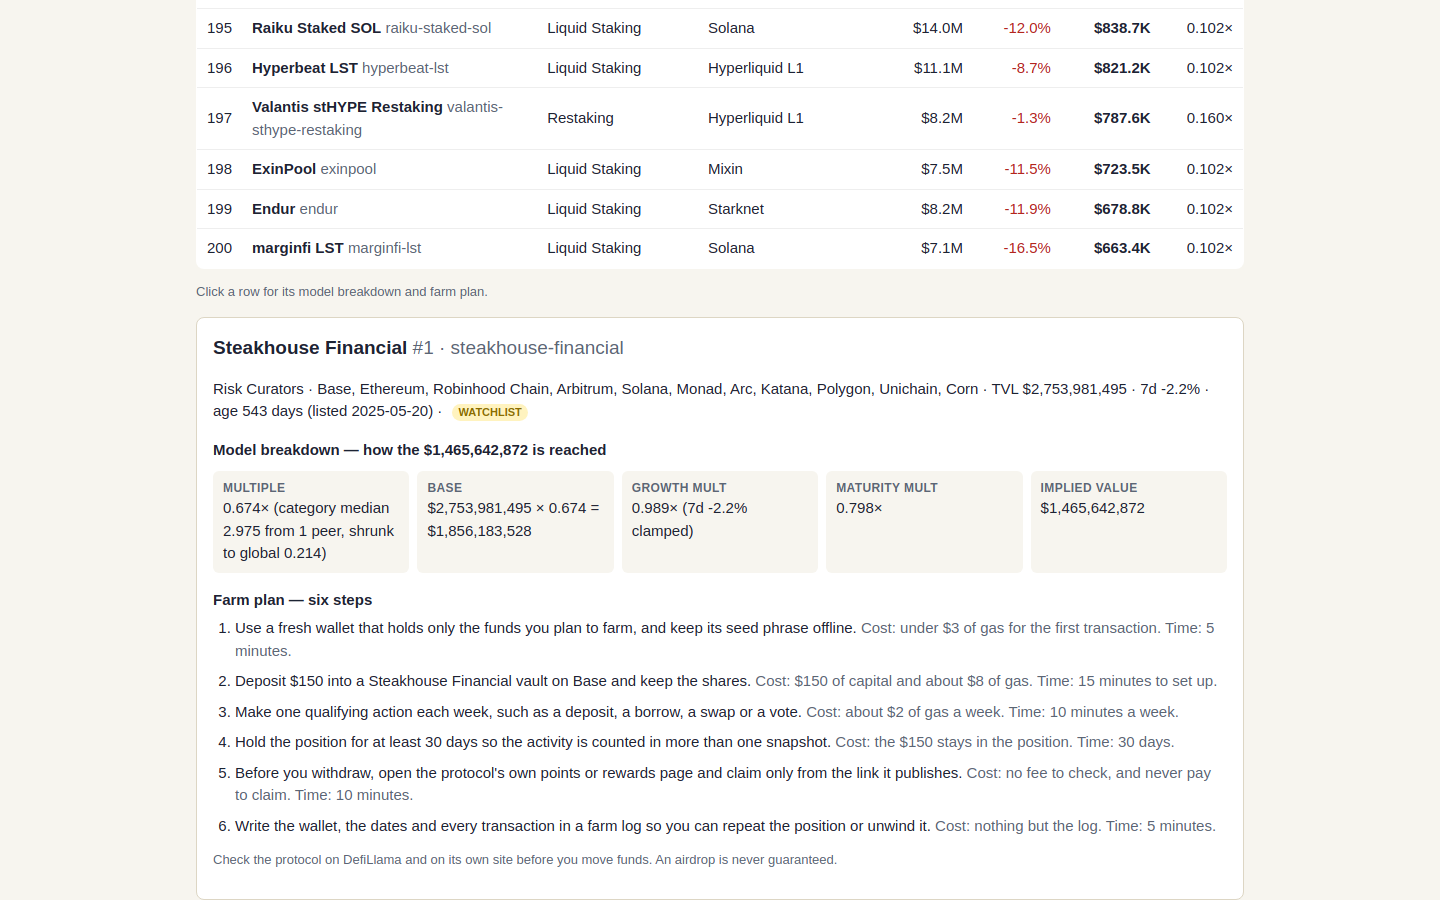 195 Raiku Staked SOL raiku-staked-sol Liquid Staking Solana $14.0M -12.0% $838.7K 0.102×
196 Hyperbeat LST hyperbeat-lst Liquid Staking Hyperliquid L1 $11.1M -8.7% $821.2K 0.102×
197 Valantis stHYPE Restaking valantis-
sthype-restaking Restaking Hyperliquid L1 $8.2M -1.3% $787.6K 0.160×
198 ExinPool exinpool Liquid Staking Mixin $7.5M -11.5% $723.5K 0.102×
199 Endur endur Liquid Staking Starknet $8.2M -11.9% $678.8K 0.102×
200 marginfi LST marginfi-lst Liquid Staking Solana $7.1M -16.5% $663.4K 0.102×
Click a row for its model breakdown and farm plan.
Steakhouse Financial #1 · steakhouse-financial
Risk Curators · Base, Ethereum, Robinhood Chain, Arbitrum, Solana, Monad, Arc, Katana, Polygon, Unichain, Corn · TVL $2,753,981,495 · 7d -2.2% ·
age 543 days (listed 2025-05-20) · WATCHLIST
Model breakdown — how the $1,465,642,872 is reached
MULTIPLE
0.674× (category median
2.975 from 1 peer, shrunk
to global 0.214)
BASE
$2,753,981,495 × 0.674 =
$1,856,183,528
GROWTH MULT
0.989× (7d -2.2%
clamped)
MATURITY MULT
0.798×
IMPLIED VALUE
$1,465,642,872
Farm plan — six steps
1. Use a fresh wallet that holds only the funds you plan to farm, and keep its seed phrase offline. Cost: under $3 of gas for the first transaction. Time: 5
minutes.
2. Deposit $150 into a Steakhouse Financial vault on Base and keep the shares. Cost: $150 of capital and about $8 of gas. Time: 15 minutes to set up.
3. Make one qualifying action each week, such as a deposit, a borrow, a swap or a vote. Cost: about $2 of gas a week. Time: 10 minutes a week.
4. Hold the position for at least 30 days so the activity is counted in more than one snapshot. Cost: the $150 stays in the position. Time: 30 days.
5. Before you withdraw, open the protocol's own points or rewards page and claim only from the link it publishes. Cost: no fee to check, and never pay
to claim. Time: 10 minutes.
6. Write the wallet, the dates and every transaction in a farm log so you can repeat the position or unwind it. Cost: nothing but the log. Time: 5 minutes.
Check the protocol on DefiLlama and on its own site before you move funds. An airdrop is never guaranteed.